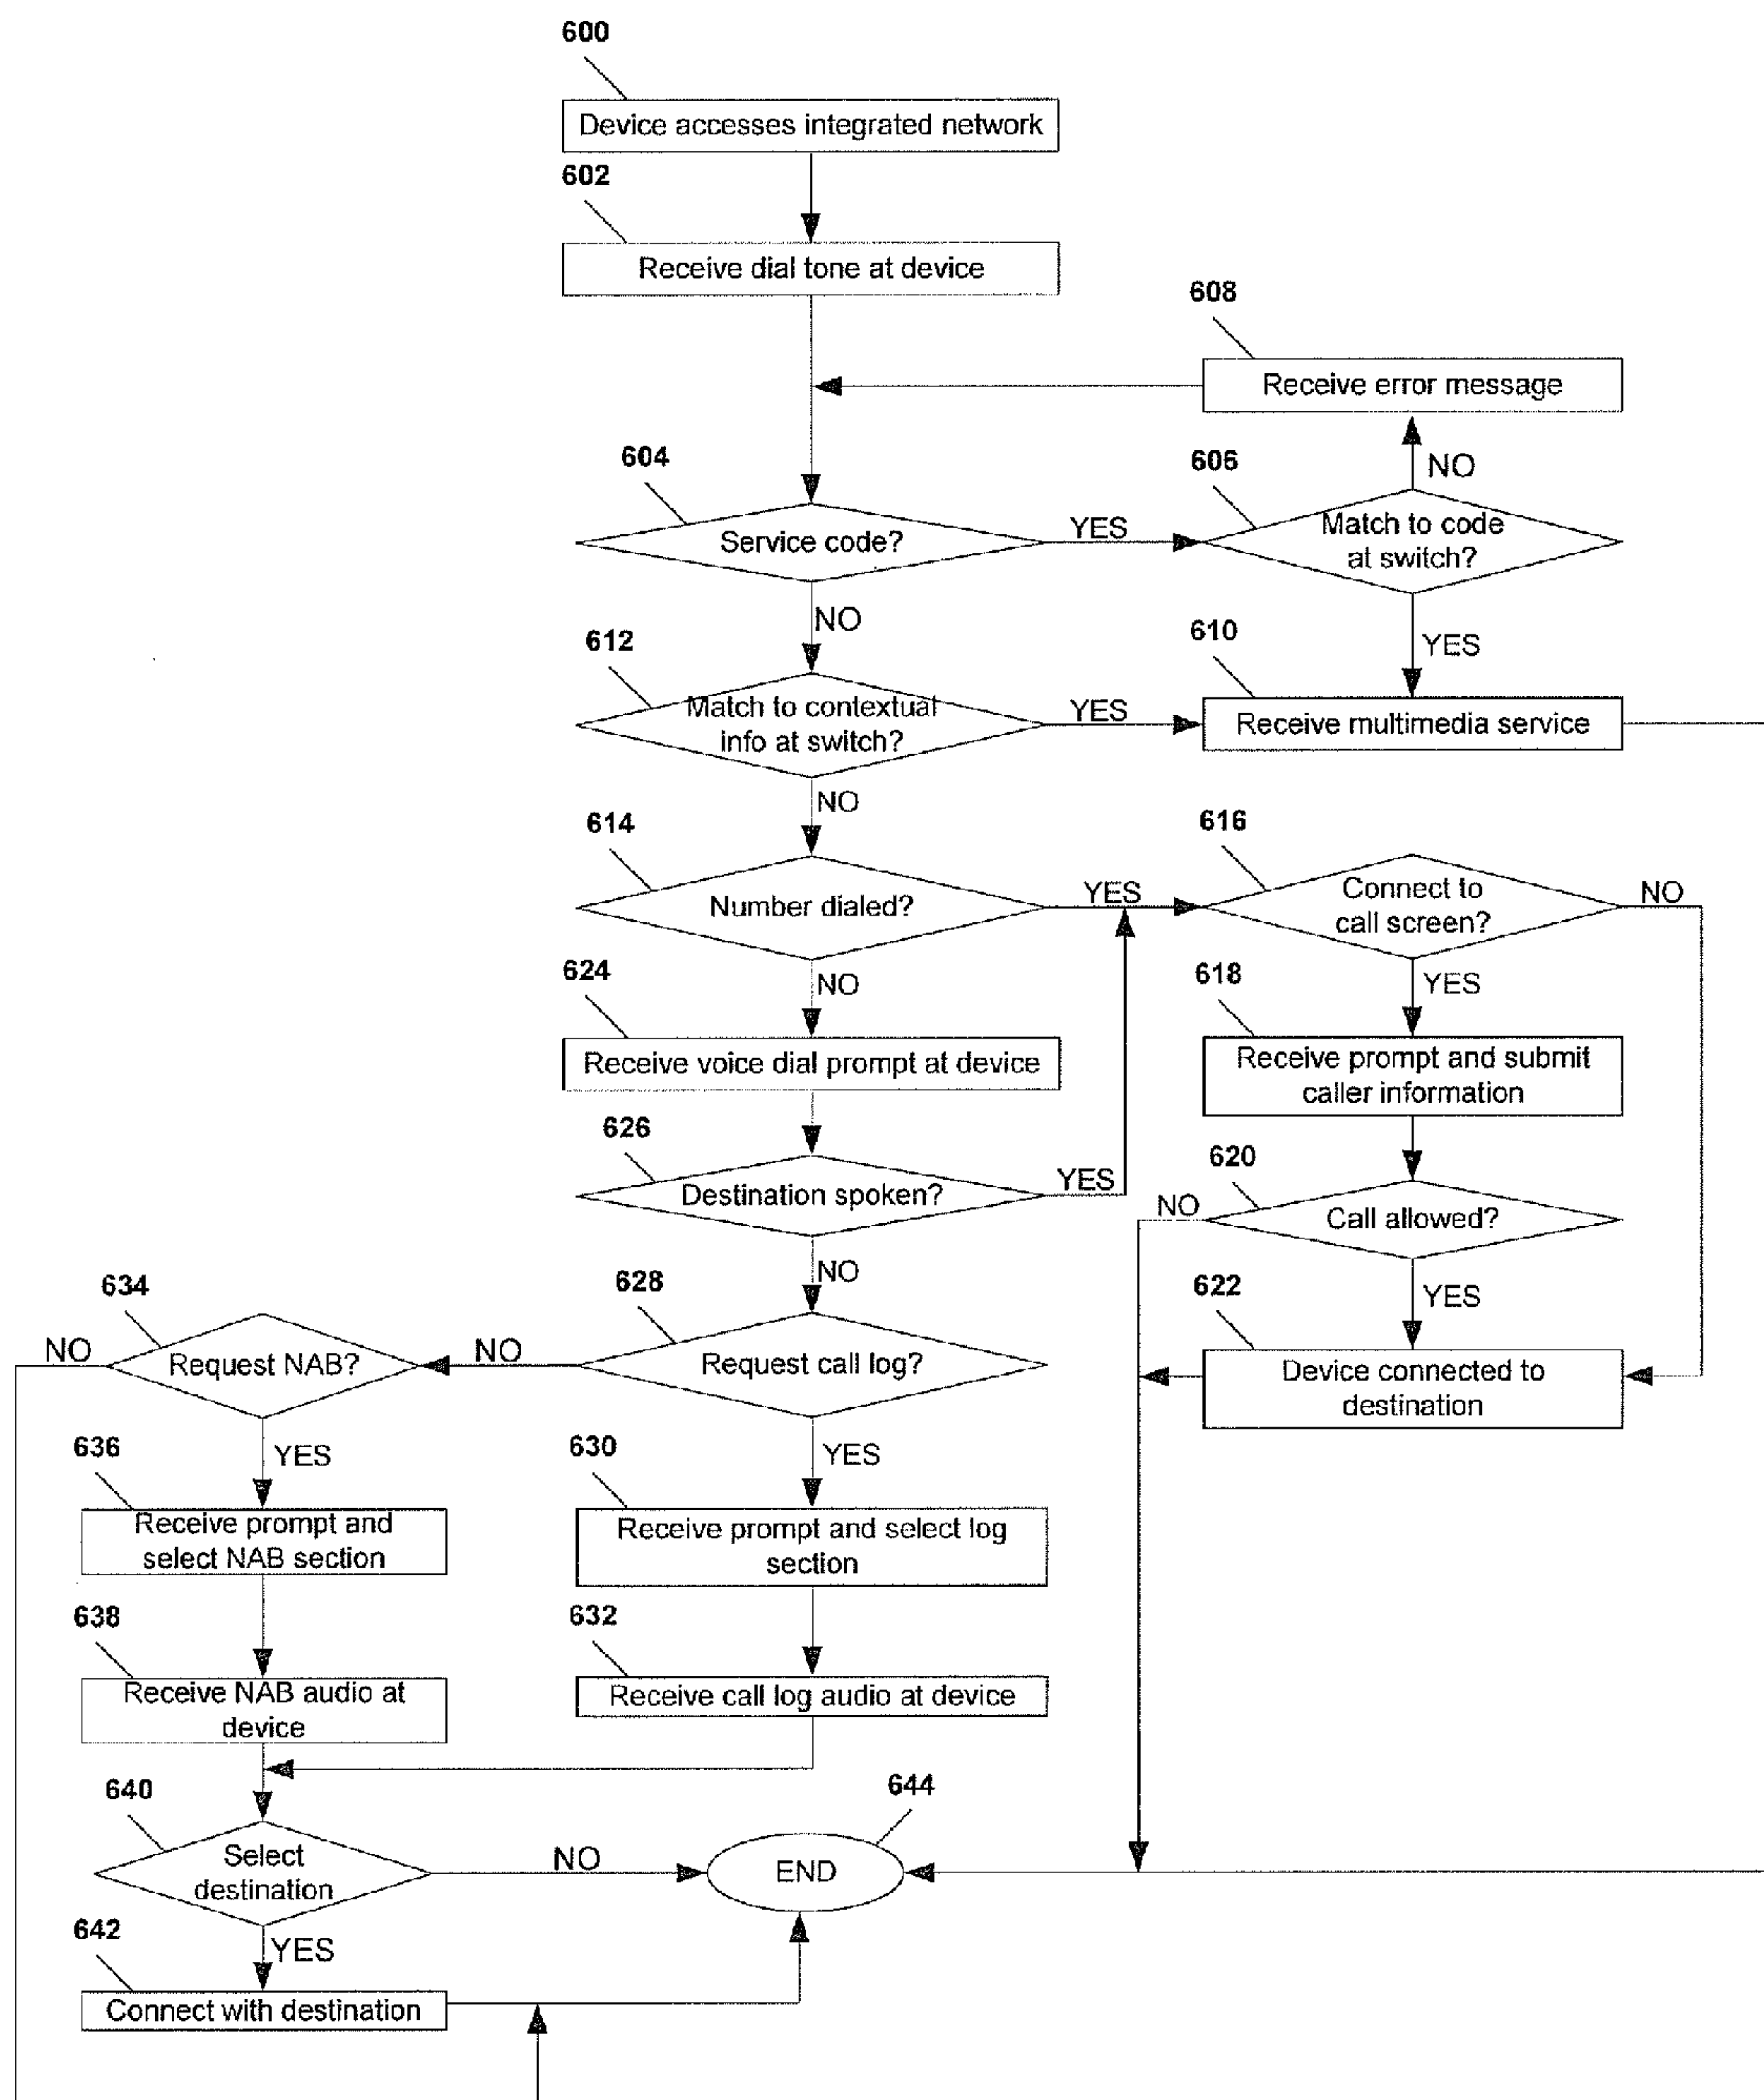 600
Device accesses integrated network
602
Receive dial tone at device
608
Receive error message
604
606
NO
Service code?
YES
Match to code
at switch?
NO
YES
612
610
Match to contextual
info at switch?
YES
Receive multimedia service
NO
614
616
Number dialed?
YES
Connect to
call screen?
NO
NO
YES
624
618
Receive voice dial prompt at device
Receive prompt and submit
caller information
626
620
Destination spoken?
YES
NO
Call allowed?
NO
YES
634
628
622
NO
Request NAB?
NO
Request call log?
Device connected to
destination
YES
YES
636
630
Receive prompt and
select NAB section
Receive prompt and select log
section
638
632
Receive NAB audio at
device
Receive call log audio at device
640
644
Select
destination
NO
END
YES
642
Connect with destination